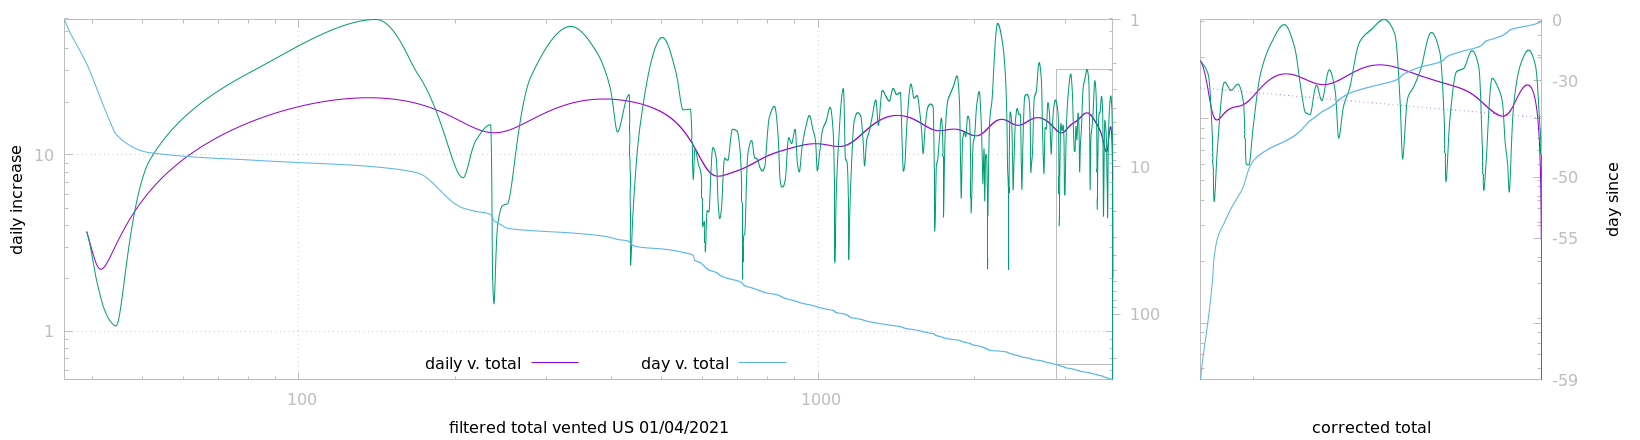 daily increase
10
1
100
1000
1
10
100
daily v. total
day v. total
filtered total vented US 01/04/2021
0
-30
-50
-55
-59
day since
corrected total